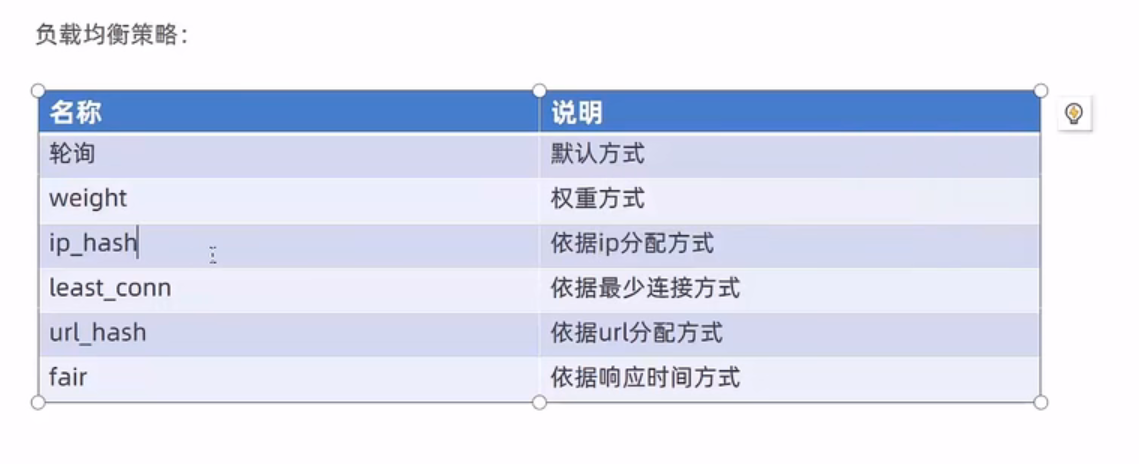 负载均衡策略：
名称 说明
轮询 默认方式
weight 权重方式
ip_hash 依据ip分配方式
least_conn 依据最少连接方式
url_hash 依据url分配方式
fair 依据响应时间方式